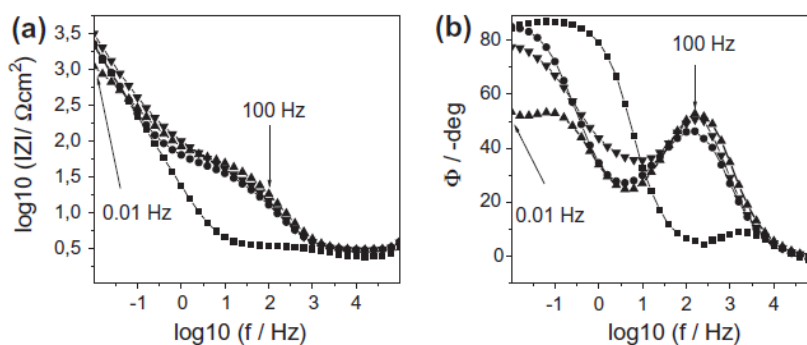 (a)
3,5
3,0
2,5
2,0
1,5
1,0
0,5
log10 (IZI/ Ωcm²)
100 Hz
0.01 Hz
-1 0 1 2 3 4
log10 (f / Hz)
(b)
80
60
40
20
0
Φ / -deg
100 Hz
0.01 Hz
-1 0 1 2 3 4
log10 (f / Hz)